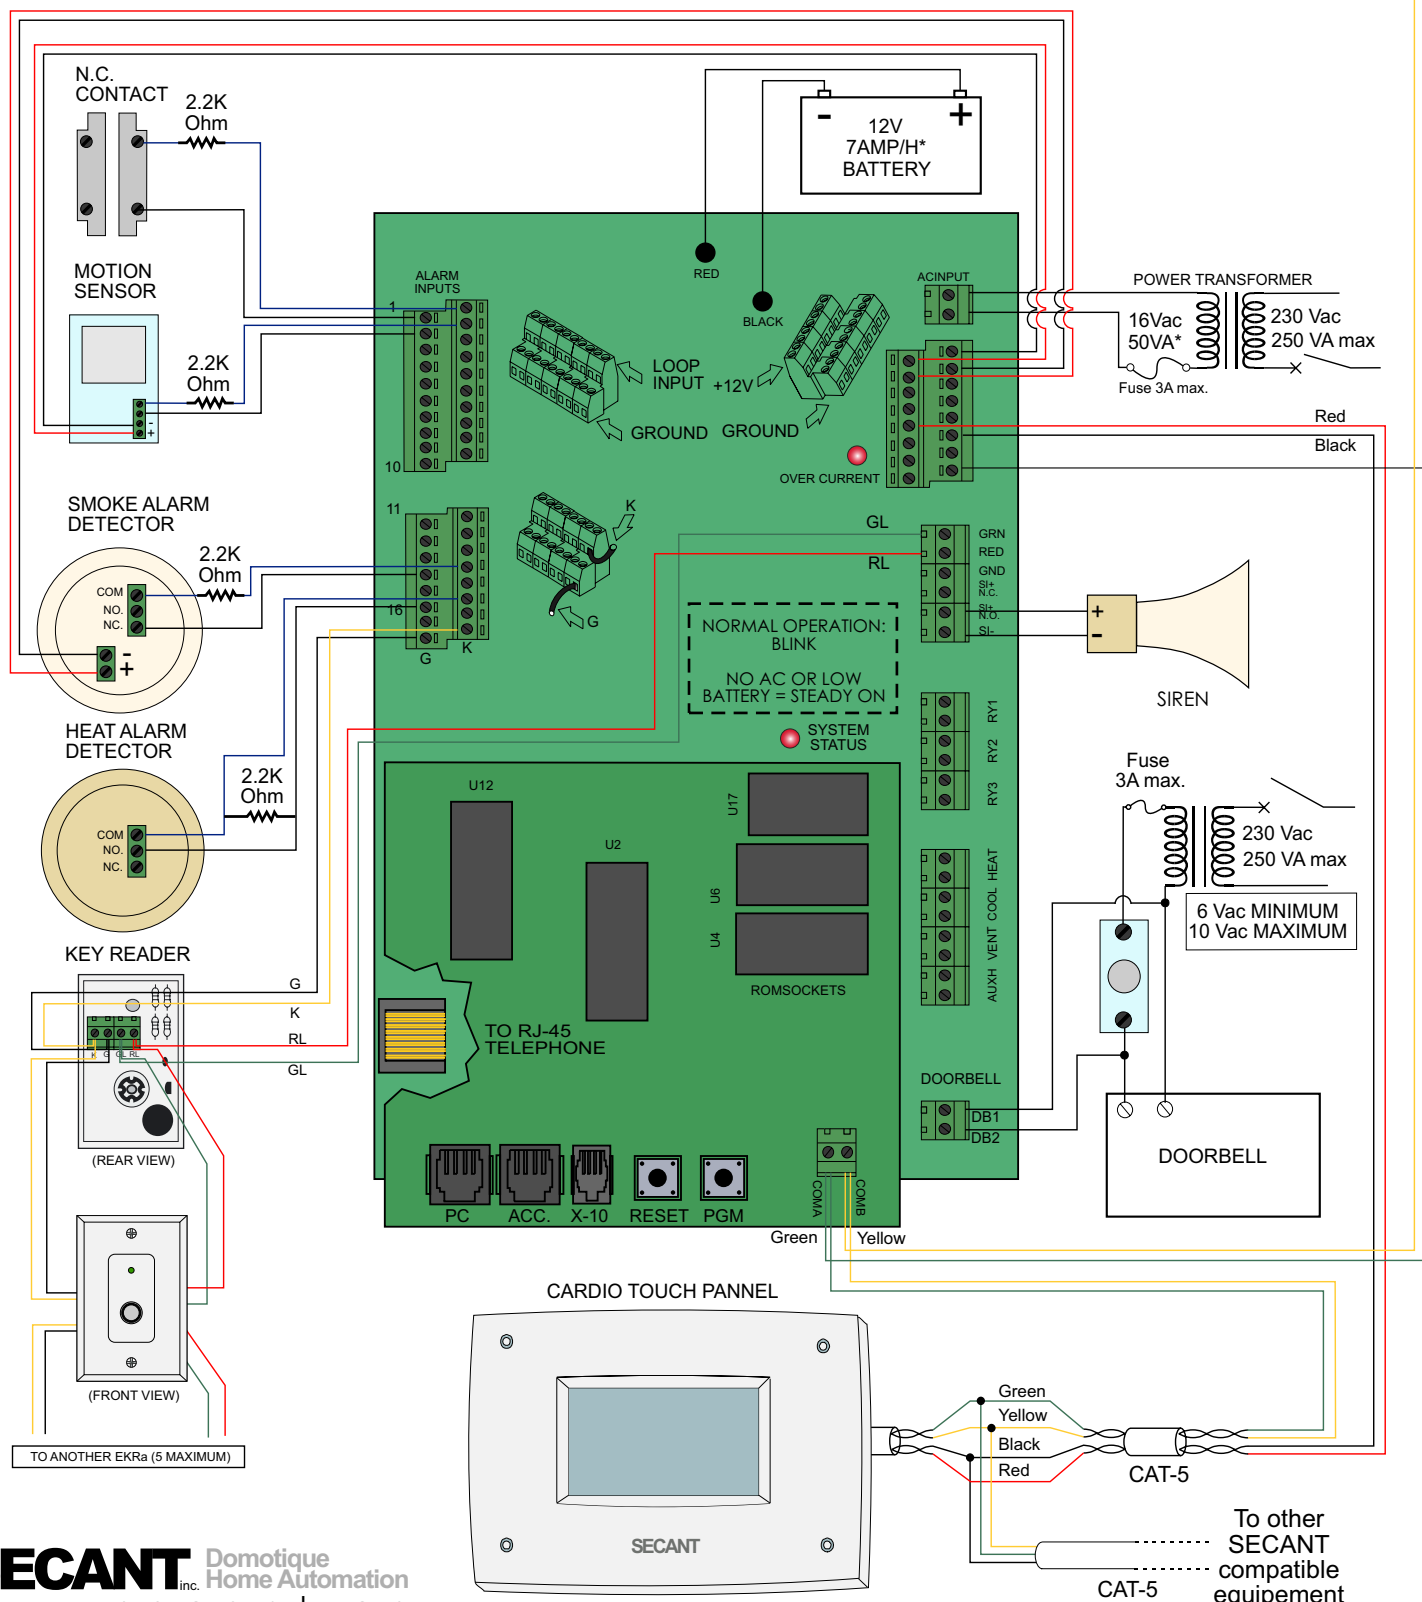 N.C.
CONTACT
2.2K
Ohm
-
+
12V
7AMP/H*
BATTERY
MOTION
SENSOR
2.2K
Ohm
-
+
ALARM
INPUTS
1
10
RED
BLACK
ACINPUT
POWER TRANSFORMER
16Vac
50VA*
230 Vac
250 VA max
Fuse 3A max.
LOOP
INPUT
GROUND
+12V
GROUND
OVER CURRENT
Red
Black
SMOKE ALARM
DETECTOR
2.2K
Ohm
COM
NO.
NC.
-
+
11
16
G
K
K
G
GL
RL
GRN
RED
GND
SI+
N.C.
SI+
N.O.
SI-
+
-
SIREN
NORMAL OPERATION:
BLINK
NO AC OR LOW
BATTERY = STEADY ON
SYSTEM
STATUS
RY1
RY2
RY3
HEAT ALARM
DETECTOR
2.2K
Ohm
COM
NO.
NC.
U12
U2
U17
U6
U4
ROMSOCKETS
HEAT
COOL
VENT
AUXH
Fuse
3A max.
230 Vac
250 VA max
6 Vac MINIMUM
10 Vac MAXIMUM
KEY READER
G
K
RL
GL
K
G
GL
RL
(REAR VIEW)
TO RJ-45
TELEPHONE
DOORBELL
DB1
DB2
DOORBELL
PC
ACC.
X-10
RESET
PGM
COMA
COMB
Green
Yellow
(FRONT VIEW)
TO ANOTHER EKRa (5 MAXIMUM)
CARDIO TOUCH PANNEL
SECANT
Green
Yellow
Black
Red
CAT-5
CAT-5
To other
SECANT
compatible
equipement
ECANT inc.
Domotique
Home Automation